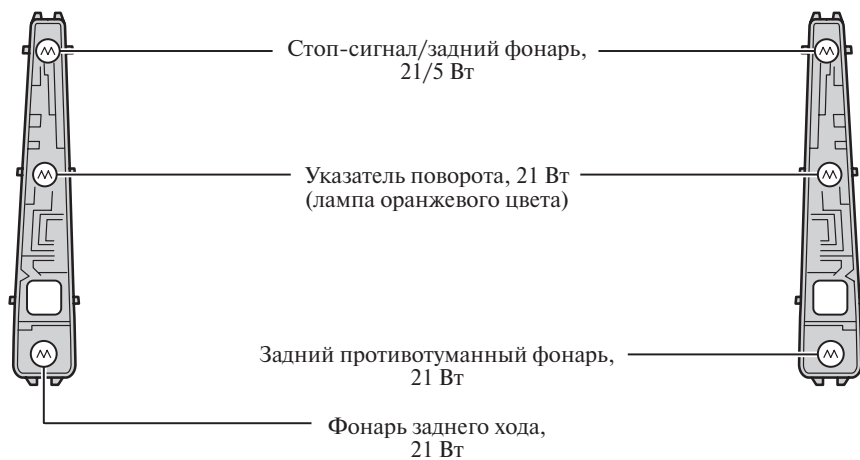 Стоп-сигнал/задний фонарь,
21/5 Вт
Указатель поворота, 21 Вт
(лампа оранжевого цвета)
Задний противотуманный фонарь,
21 Вт
Фонарь заднего хода,
21 Вт